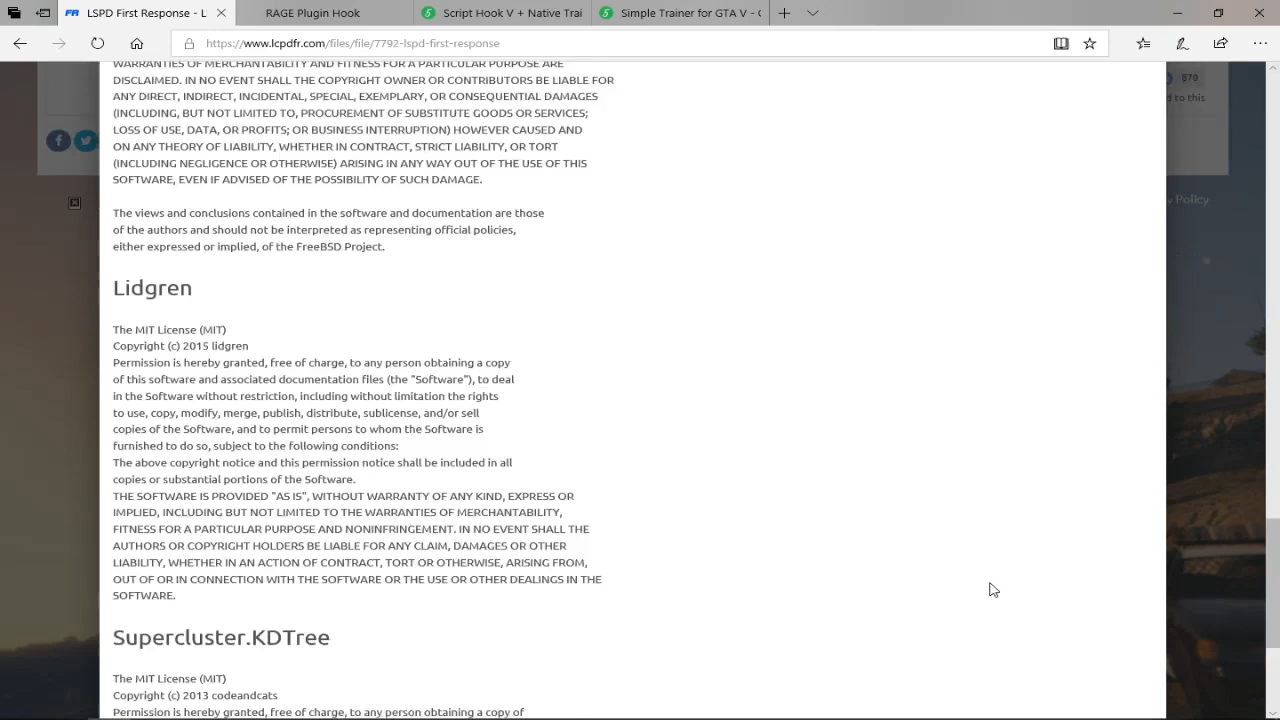 LSPD
RAGE Plugin Hook
5
Script Hook V + Native Trai
5
Simple Trainer for GTA V - G
https://www.lcpdfr.com/files/file/7792-lspd-first-response
WARRANTIES OF MERCHANTABILITY AND FITNESS FOR A PARTICULAR PURPOSE ARE
DISCLAIMED. IN NO EVENT SHALL THE COPYRIGHT OWNER OR CONTRIBUTORS BE LIABLE FOR
ANY DIRECT, INDIRECT, INCIDENTAL, SPECIAL, EXEMPLARY, OR CONSEQUENTIAL DAMAGES
(INCLUDING, BUT NOT LIMITED TO, PROCUREMENT OF SUBSTITUTE GOODS OR SERVICES;
LOSS OF USE, DATA, OR PROFITS; OR BUSINESS INTERRUPTION) HOWEVER CAUSED AND
ON ANY THEORY OF LIABILITY, WHETHER IN CONTRACT, STRICT LIABILITY, OR TORT
(INCLUDING NEGLIGENCE OR OTHERWISE) ARISING IN ANY WAY OUT OF THE USE OF THIS
SOFTWARE, EVEN IF ADVISED OF THE POSSIBILITY OF SUCH DAMAGE.
870
d to this
y Policy
The views and conclusions contained in the software and documentation are those
of the authors and should not be interpreted as representing official policies,
either expressed or implied, of the FreeBSD Project.
Lidgren
The MIT License (MIT)
Copyright (c) 2015 lidgren
Permission is hereby granted, free of charge, to any person obtaining a copy
of this software and associated documentation files (the "Software"), to deal
in the Software without restriction, including without limitation the rights
to use, copy, modify, merge, publish, distribute, sublicense, and/or sell
copies of the Software, and to permit persons to whom the Software is
furnished to do so, subject to the following conditions:
The above copyright notice and this permission notice shall be included in all
copies or substantial portions of the Software.
THE SOFTWARE IS PROVIDED "AS IS", WITHOUT WARRANTY OF ANY KIND, EXPRESS OR
IMPLIED, INCLUDING BUT NOT LIMITED TO THE WARRANTIES OF MERCHANTABILITY,
FITNESS FOR A PARTICULAR PURPOSE AND NONINFRINGEMENT. IN NO EVENT SHALL THE
AUTHORS OR COPYRIGHT HOLDERS BE LIABLE FOR ANY CLAIM, DAMAGES OR OTHER
LIABILITY, WHETHER IN AN ACTION OF CONTRACT, TORT OR OTHERWISE, ARISING FROM,
OUT OF OR IN CONNECTION WITH THE SOFTWARE OR THE USE OR OTHER DEALINGS IN THE
SOFTWARE.
Supercluster.KDTree
The MIT License (MIT)
Copyright (c) 2013 codeandcats
Permission is hereby granted, free of charge, to any person obtaining a copy of